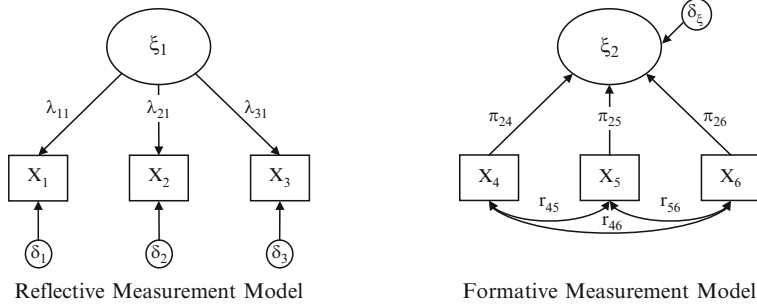 ξ₁
λ₁₁ λ₂₁ λ₃₁
X₁ X₂ X₃
δ₁ δ₂ δ₃
Reflective Measurement Model
δ_ξ
ξ₂
π₂₄ π₂₅ π₂₆
X₄ X₅ X₆
r₄₅ r₅₆
r₄₆
Formative Measurement Model